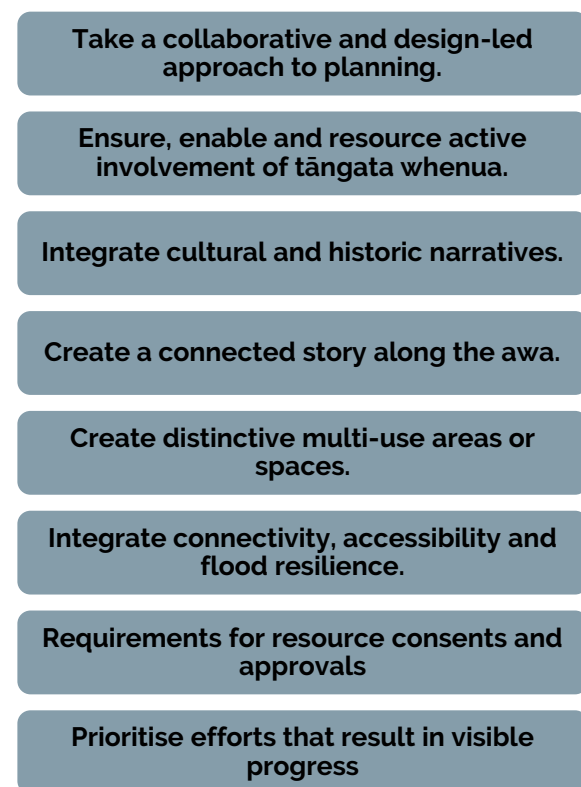 Take a collaborative and design-led
approach to planning.
Ensure, enable and resource active
involvement of tāngata whenua.
Integrate cultural and historic narratives.
Create a connected story along the awa.
Create distinctive multi-use areas or
spaces.
Integrate connectivity, accessibility and
flood resilience.
Requirements for resource consents and
approvals
Prioritise efforts that result in visible
progress